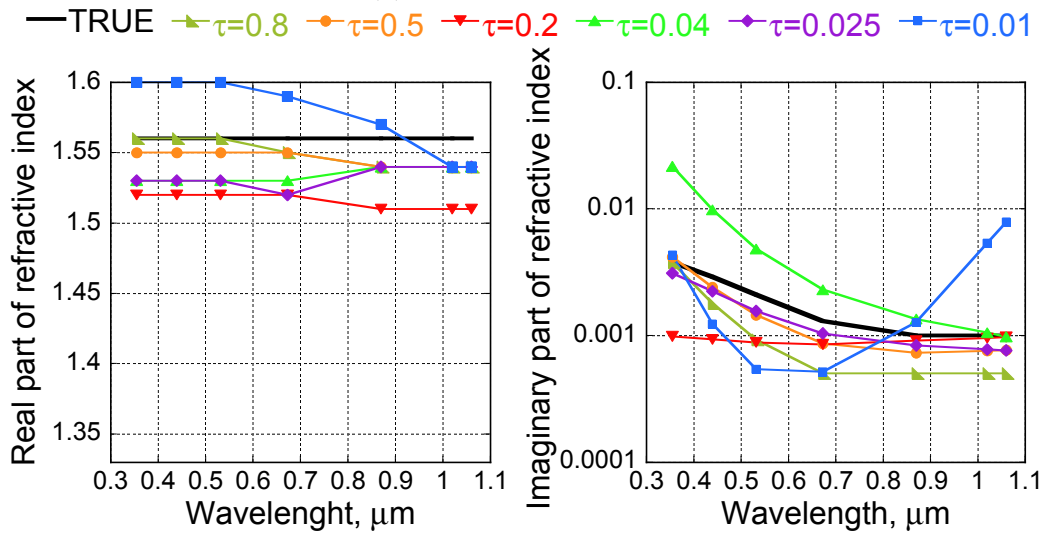 TRUE τ=0.8 τ=0.5 τ=0.2 τ=0.04 τ=0.025 τ=0.01
Real part of refractive index
1.6
1.55
1.5
1.45
1.4
1.35
0.3 0.4 0.5 0.6 0.7 0.8 0.9 1 1.1
Wavelenght, μm
Imaginary part of refractive index
0.1
0.01
0.001
0.0001
0.3 0.4 0.5 0.6 0.7 0.8 0.9 1 1.1
Wavelength, μm